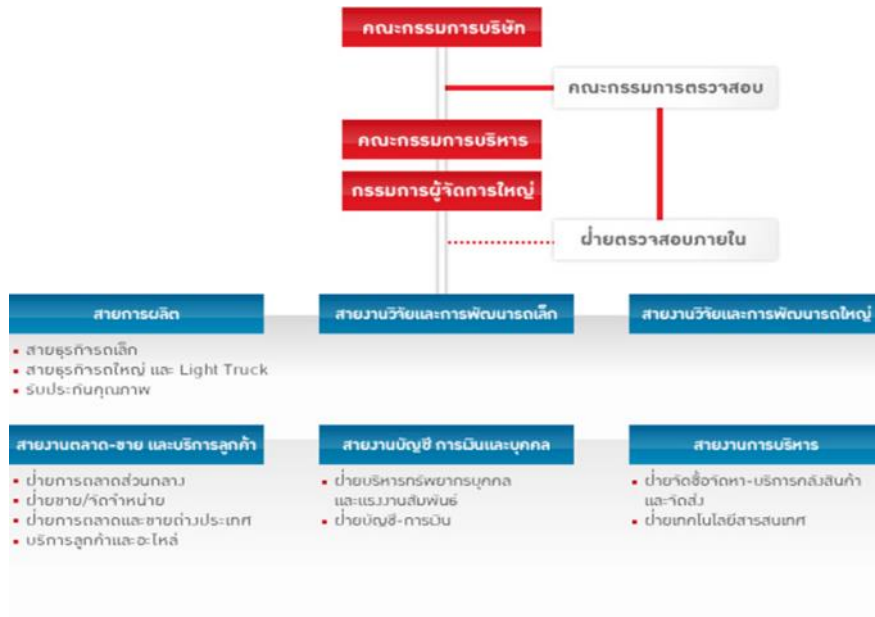 คณะกรรมการบริษัท
คณะกรรมการตรวจสอบ
คณะกรรมการบริหาร
กรรมการผู้จัดการใหญ่
ฝ่ายตรวจสอบภายใน
สายการผลิต
• สายธุรกิจรถเล็ก
• สายธุรกิจรถใหญ่ และ Light Truck
• รับประกันคุณภาพ
สายงานวิจัยและการพัฒนารถเล็ก
สายงานวิจัยและการพัฒนารถใหญ่
สายงานตลาด-ขาย และบริการลูกค้า
• ฝ่ายการตลาดส่วนกลาง
• ฝ่ายขาย/จัดจำหน่าย
• ฝ่ายการตลาดและขายต่างประเทศ
• บริการลูกค้าและอะไหล่
สายงานบัญชี การเงินและบุคคล
• ฝ่ายบริหารทรัพยากรบุคคล
และแรงงานสัมพันธ์
• ฝ่ายบัญชี-การเงิน
สายงานการบริหาร
• ฝ่ายจัดซื้อจัดหา-บริการคลังสินค้า
และจัดส่ง
• ฝ่ายเทคโนโลยีสารสนเทศ